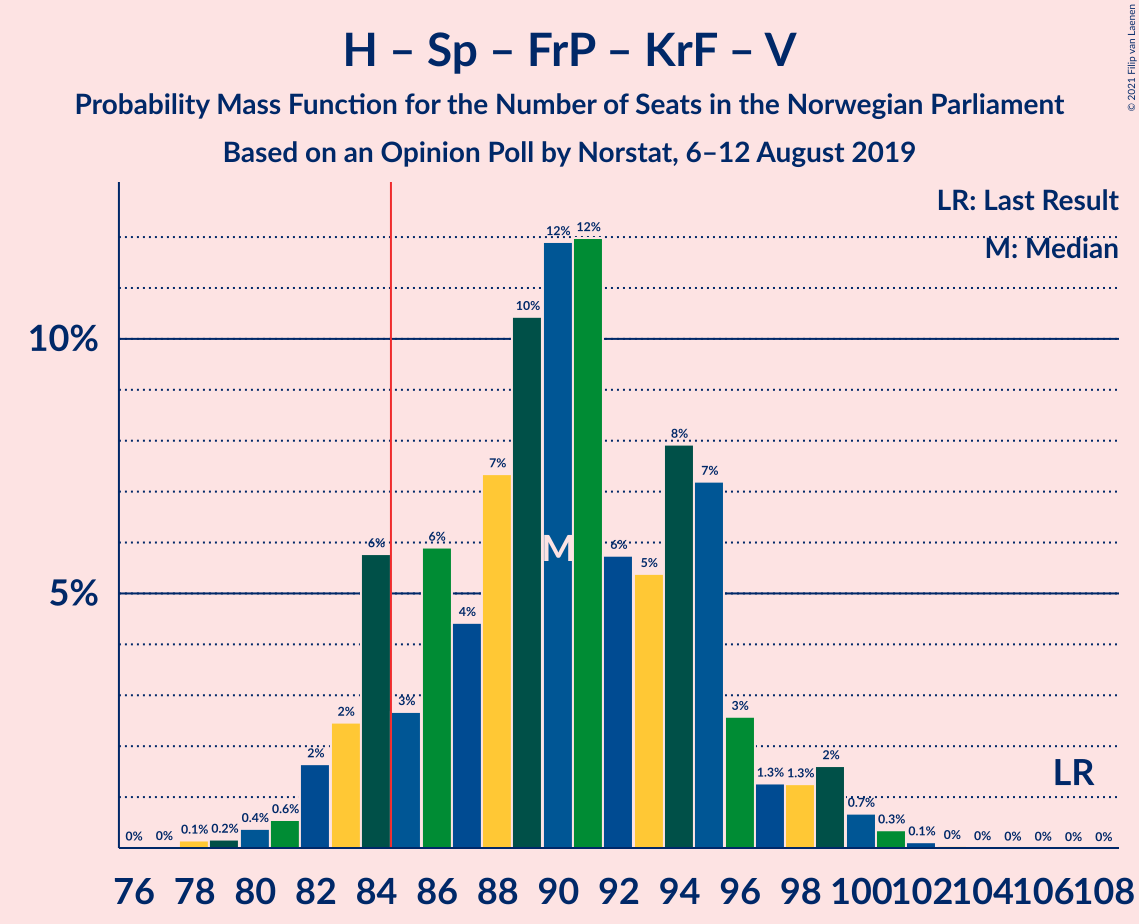 H – Sp – FrP – KrF – V
Probability Mass Function for the Number of Seats in the Norwegian Parliament
Based on an Opinion Poll by Norstat, 6–12 August 2019
© 2021 Filip van Laenen
LR: Last Result
M: Median
10%
5%
0% 0% 0.1% 0.2% 0.4% 0.6% 2% 2% 6% 3% 6% 4% 7% 10% 12% 12% 6% 5% 8% 7% 3% 1.3% 1.3% 2% 0.7% 0.3% 0.1% 0% 0% 0% 0% 0% 0%
M
LR
76 78 80 82 84 86 88 90 92 94 96 98 100 102 104 106 108